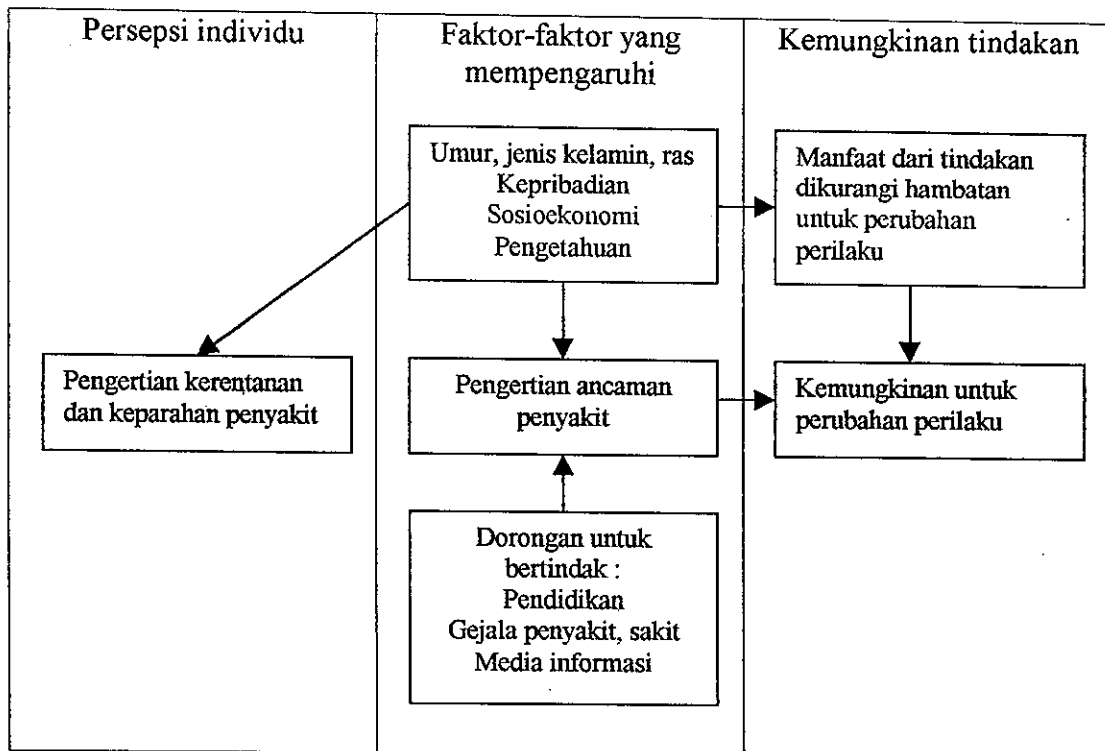 Persepsi individu
Faktor-faktor yang
mempengaruhi
Kemungkinan tindakan
Umur, jenis kelamin, ras
Kepribadian
Sosioekonomi
Pengetahuan
Manfaat dari tindakan
dikurangi hambatan
untuk perubahan
perilaku
Pengertian kerentanan
dan keparahan penyakit
Pengertian ancaman
penyakit
Kemungkinan untuk
perubahan perilaku
Dorongan untuk
bertindak :
Pendidikan
Gejala penyakit, sakit
Media informasi